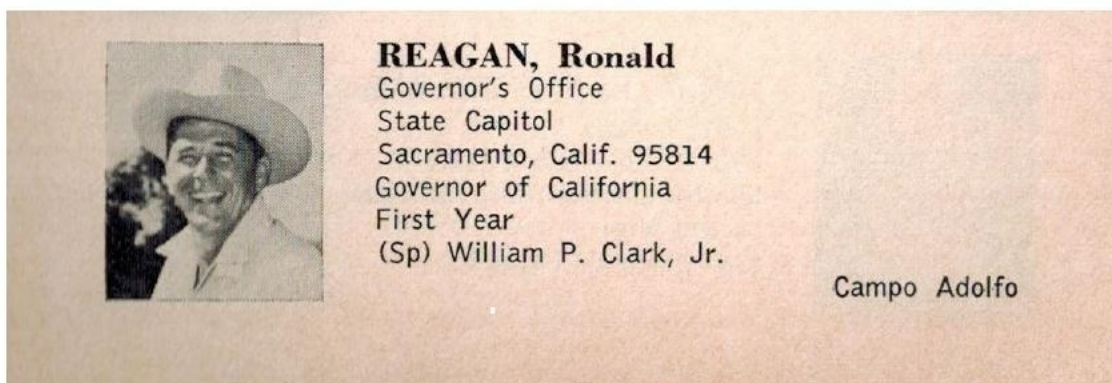 REAGAN, Ronald
Governor's Office
State Capitol
Sacramento, Calif. 95814
Governor of California
First Year
(Sp) William P. Clark, Jr.
Campo Adolfo